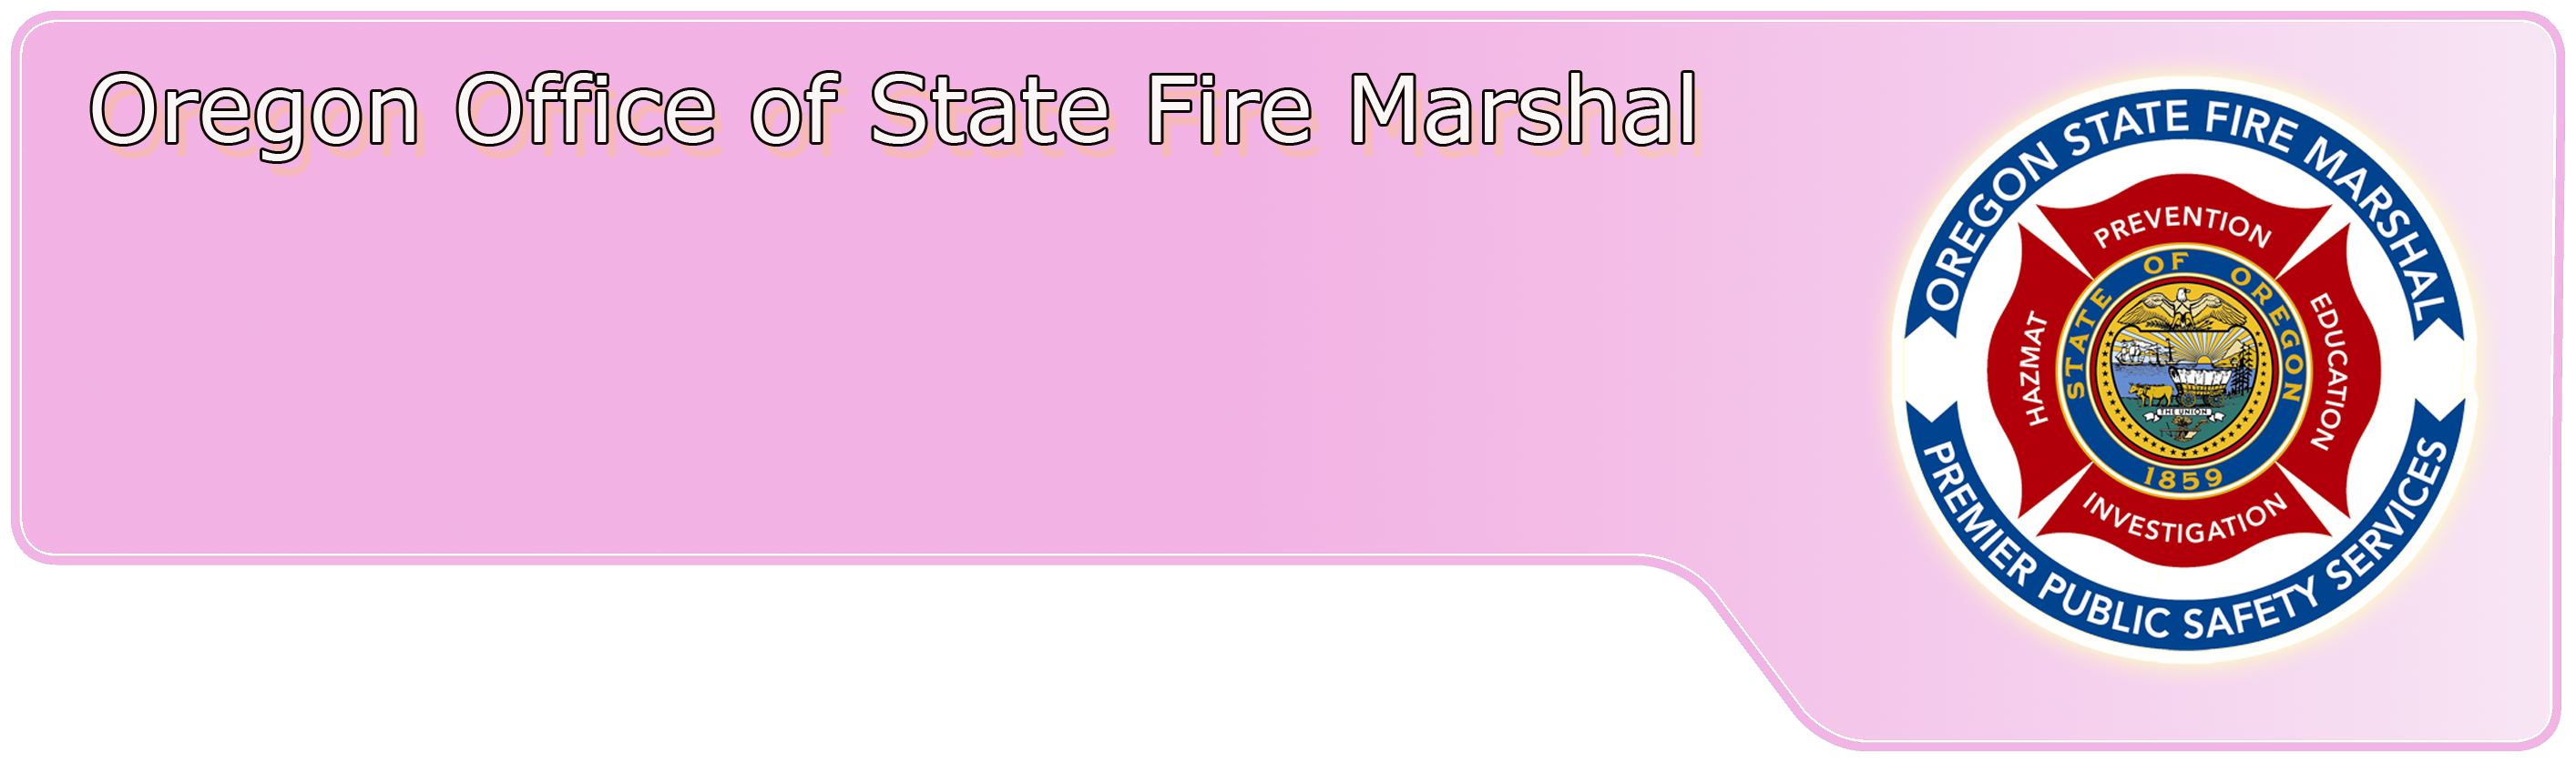 Oregon Office of State Fire Marshal
OREGON STATE FIRE MARSHAL
PREVENTION
HAZMAT
EDUCATION
INVESTIGATION
STATE OF OREGON
THE UNION
1859
PREMIER PUBLIC SAFETY SERVICES